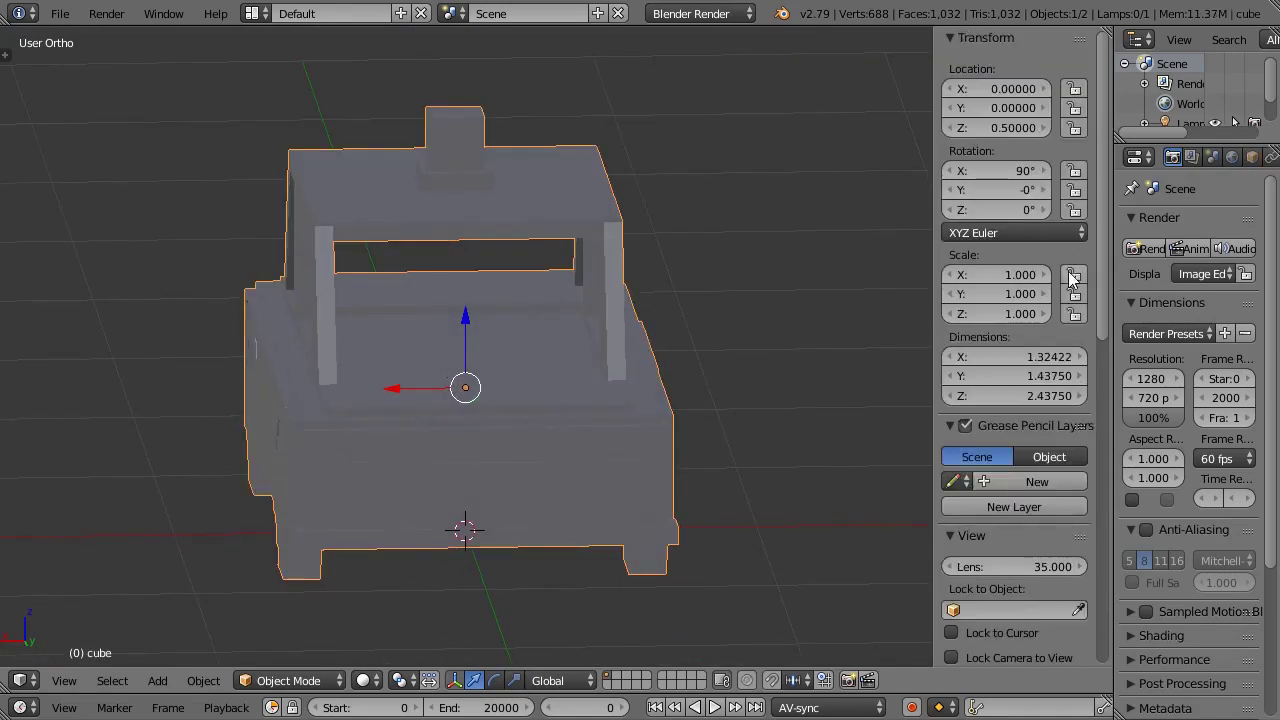 File Render Window Help Default Scene Blender Render v2.79 | Verts:688 | Faces:1,032 | Tris:1,032 | Objects:1/2 | Lamps:0/1 | Mem:11.37M | cube
User Ortho
(0) cube
View Select Add Object Object Mode Global
View Marker Frame Playback Start: 0 End: 20000 0 AV-sync
Transform
Location:
X: 0.00000
Y: 0.00000
Z: 0.50000
Rotation:
X: 90°
Y: -0°
Z: 0°
XYZ Euler
Scale:
X: 1.000
Y: 1.000
Z: 1.000
Dimensions:
X: 1.32422
Y: 1.43750
Z: 2.43750
Grease Pencil Layers
Scene Object
New
New Layer
View
Lens: 35.000
Lock to Object:
Lock to Cursor
Lock Camera to View
View Search All
Scene
Rende
World
Lamp
Scene
Render
Rend Anim Audio
Displa Image Ed
Dimensions
Render Presets
Resolution: Frame R...
1280 Star:0
720 p 2000
100% Fra: 1
Aspect R... Frame R...
1.000 60 fps
1.000 Time Re...
Anti-Aliasing
5 8 11 16 Mitchell-
Full Sa 1.000
Sampled Motion Bl
Shading
Performance
Post Processing
Metadata
z
y